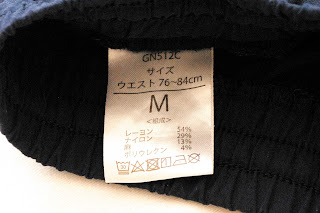 GN512C
サイズ
ウエスト 76~84cm
M
<組成>
レーヨン 54%
ナイロン 29%
麻 13%
ポリウレタン 4%